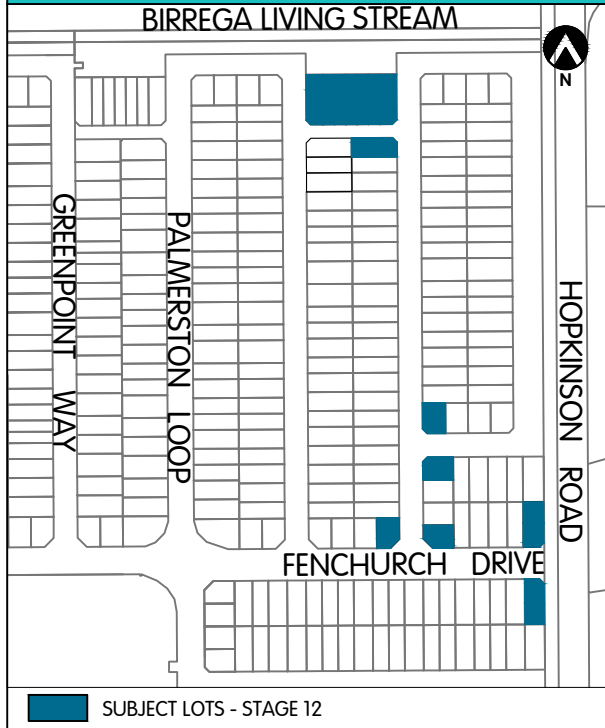 BIRREGA LIVING STREAM
N
GREENPOINT WAY
PALMERSTON LOOP
HOPKINSON ROAD
FENCHURCH DRIVE
SUBJECT LOTS - STAGE 12